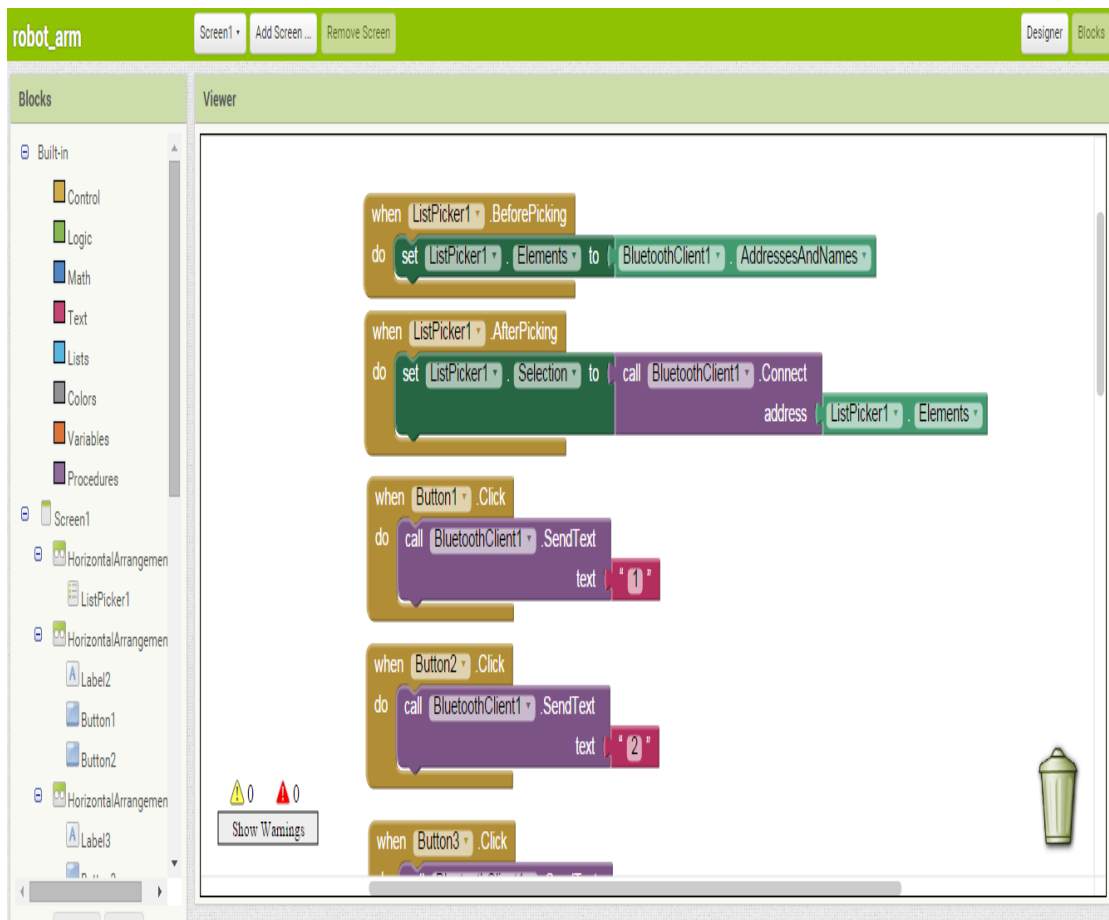 robot_arm
Screen1 Add Screen ... Remove Screen
Designer Blocks
Blocks
Viewer
Built-in
Control
Logic
Math
Text
Lists
Colors
Variables
Procedures
Screen1
HorizontalArrangemen
ListPicker1
HorizontalArrangemen
Label2
Button1
Button2
HorizontalArrangemen
Label3
when ListPicker1 .BeforePicking
do set ListPicker1 . Elements to BluetoothClient1 . AddressesAndNames
when ListPicker1 .AfterPicking
do set ListPicker1 . Selection to call BluetoothClient1 .Connect
address ListPicker1 . Elements
when Button1 .Click
do call BluetoothClient1 .SendText
text " 1 "
when Button2 .Click
do call BluetoothClient1 .SendText
text " 2 "
when Button3 .Click
0 0
Show Warnings